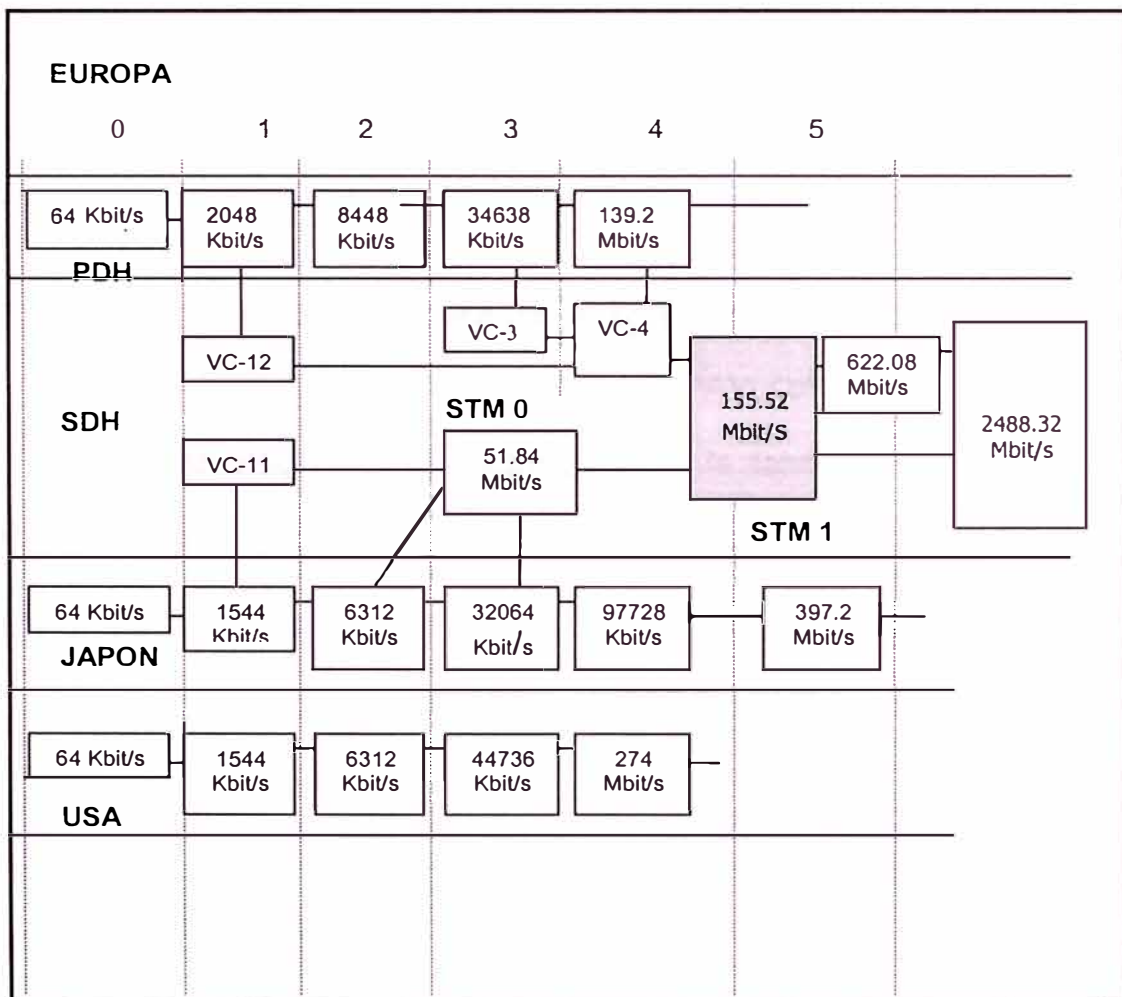 EUROPA
0 1 2 3 4 5
64 Kbit/s
2048
Kbit/s
8448
Kbit/s
34638
Kbit/s
139.2
Mbit/s
PDH
VC-12
VC-3
VC-4
SDH
VC-11
STM 0
51.84
Mbit/s
155.52
Mbit/S
STM 1
622.08
Mbit/s
2488.32
Mbit/s
64 Kbit/s
1544
Kbit/s
6312
Kbit/s
32064
Kbit/s
97728
Kbit/s
397.2
Mbit/s
JAPON
64 Kbit/s
1544
Kbit/s
6312
Kbit/s
44736
Kbit/s
274
Mbit/s
USA